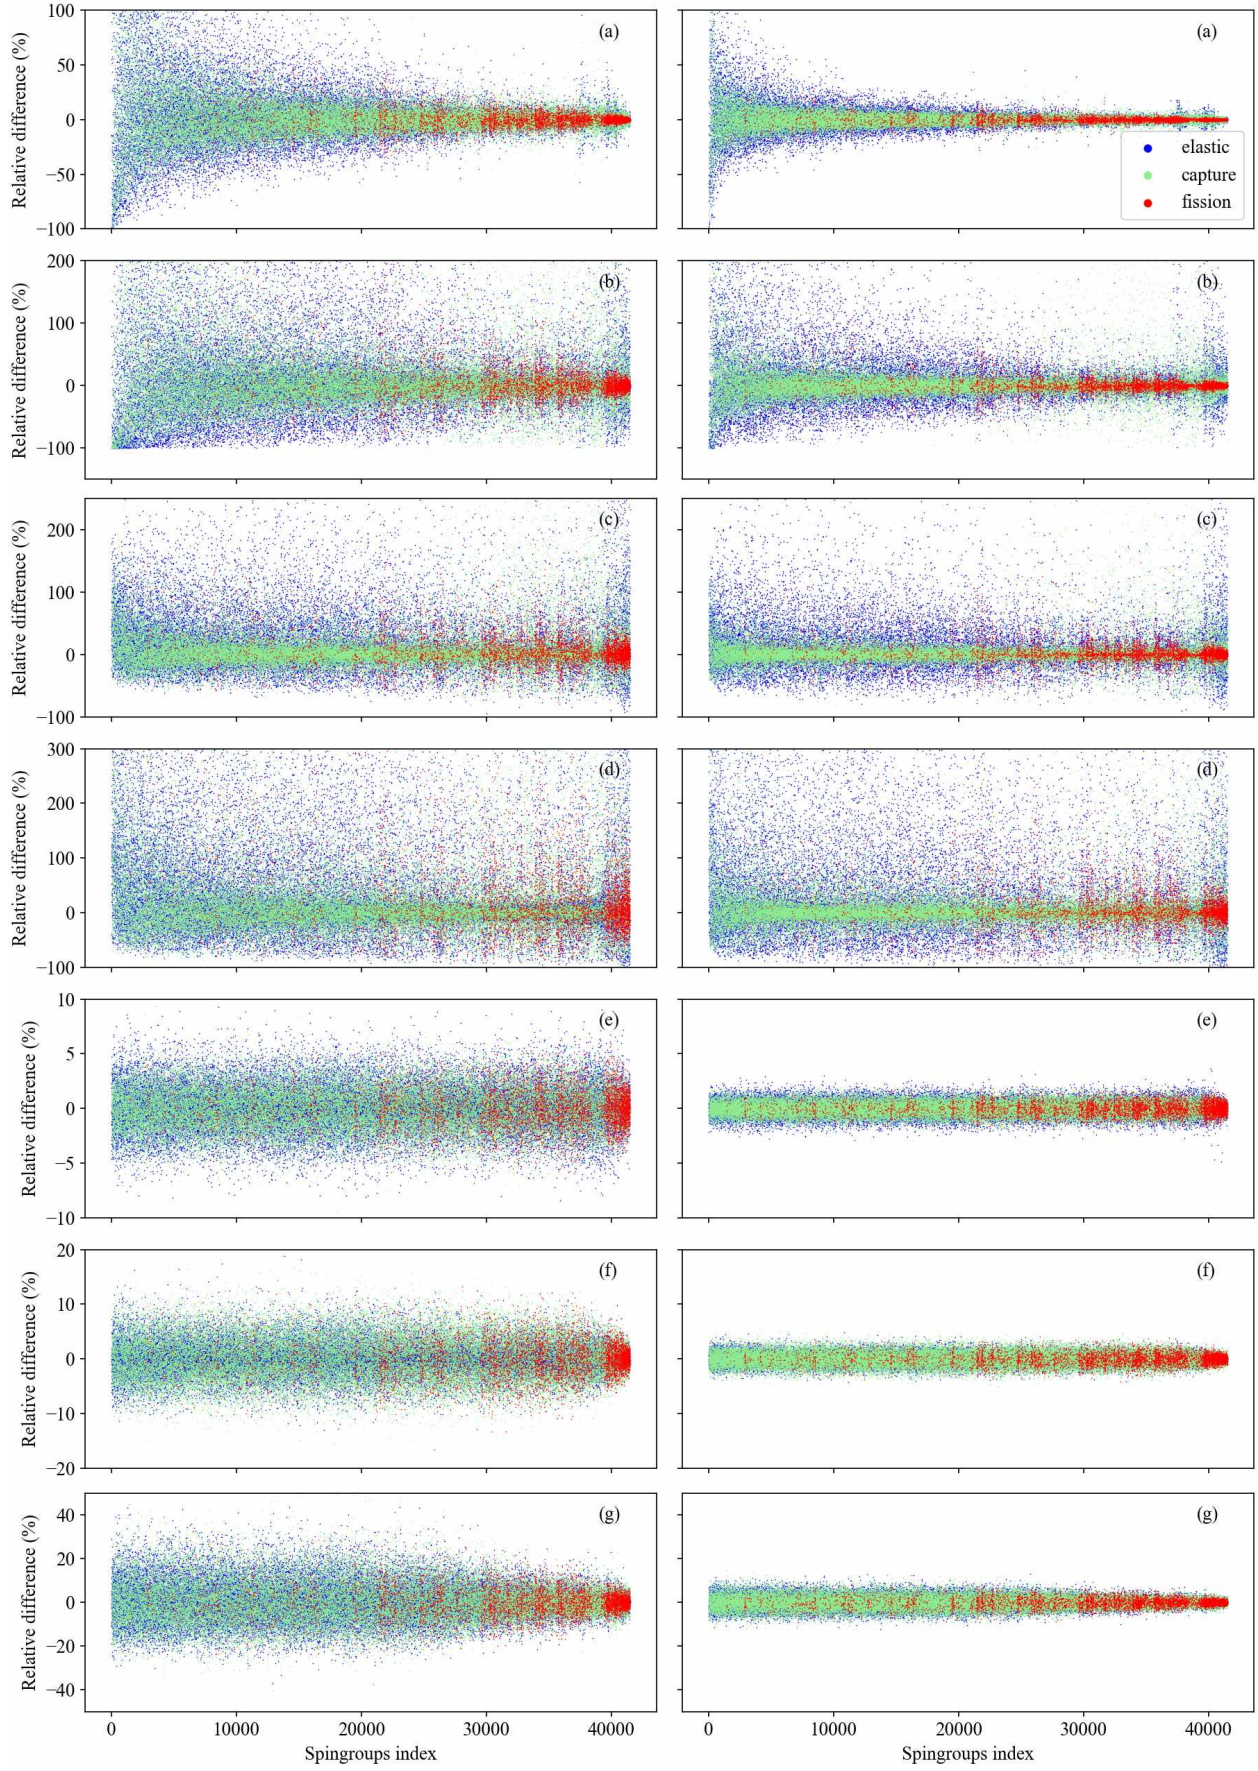 Relative difference (%)
100
50
0
−50
−100
(a)
(a)
elastic
capture
fission
Relative difference (%)
200
100
0
−100
(b)
(b)
Relative difference (%)
200
100
0
−100
(c)
(c)
Relative difference (%)
300
200
100
0
−100
(d)
(d)
Relative difference (%)
10
5
0
−5
−10
(e)
(e)
Relative difference (%)
20
10
0
−10
−20
(f)
(f)
Relative difference (%)
40
20
0
−20
−40
(g)
(g)
0 10000 20000 30000 40000
Spingroups index
0 10000 20000 30000 40000
Spingroups index